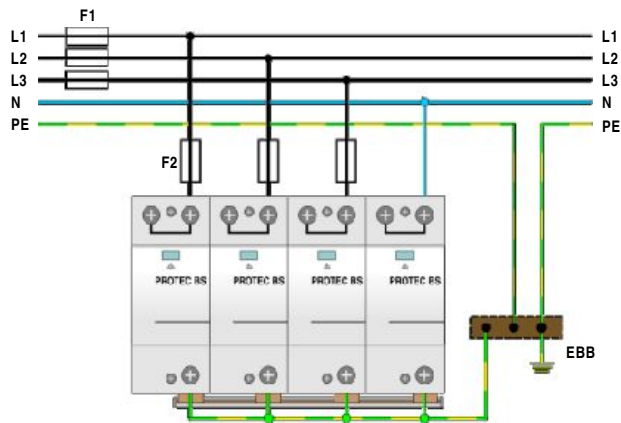 F1
L1 L1
L2 L2
L3 L3
N N
PE PE
F2
PROTEC BS PROTEC BS PROTEC BS PROTEC BS
EBB